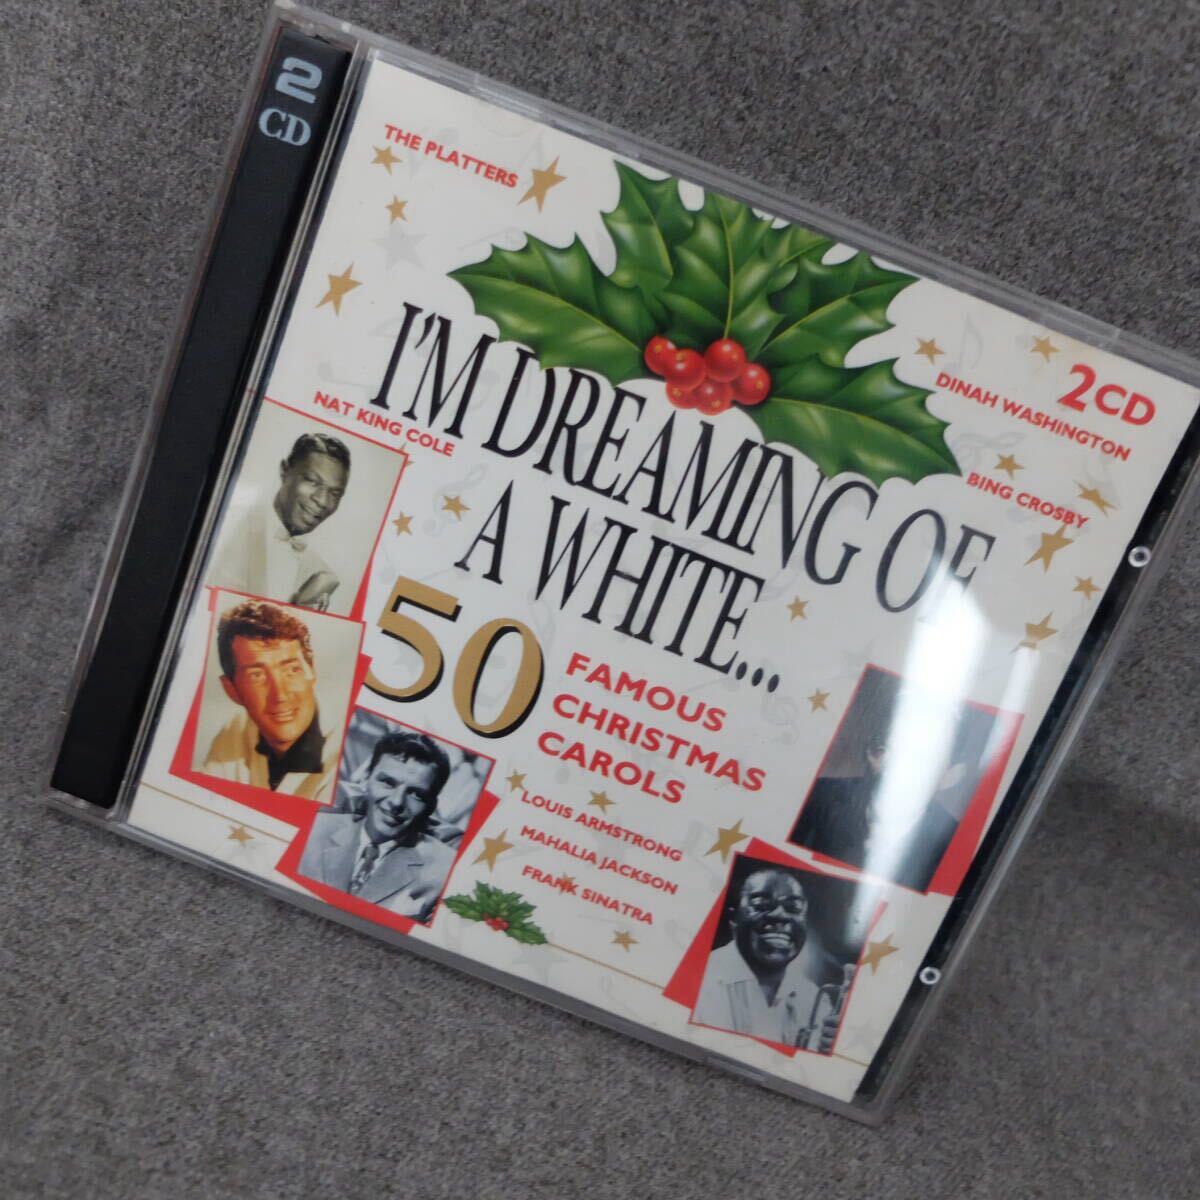 2
CD
THE PLATTERS
2CD
DINAH WASHINGTON
BING CROSBY
NAT KING COLE
I'M DREAMING OF
A WHITE...
50
FAMOUS
CHRISTMAS
CAROLS
LOUIS ARMSTRONG
MAHALIA JACKSON
FRANK SINATRA